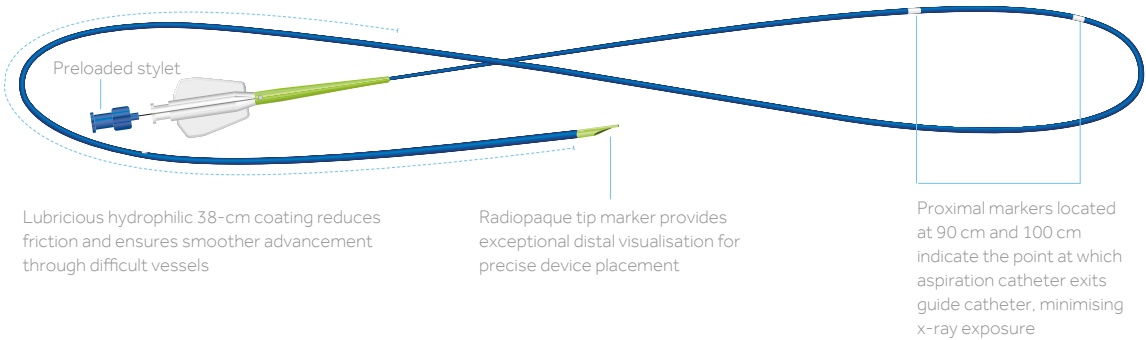 Preloaded stylet
Lubricious hydrophilic 38-cm coating reduces
friction and ensures smoother advancement
through difficult vessels
Radiopaque tip marker provides
exceptional distal visualisation for
precise device placement
Proximal markers located
at 90 cm and 100 cm
indicate the point at which
aspiration catheter exits
guide catheter, minimising
x-ray exposure